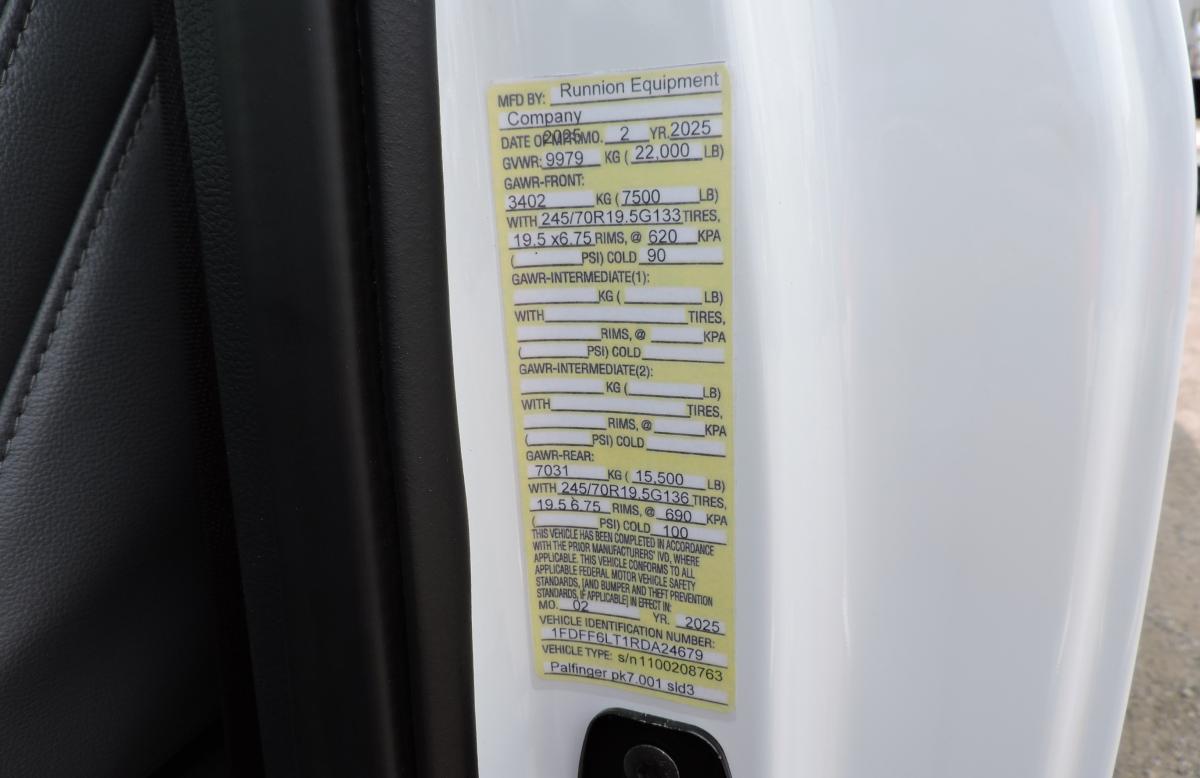 MFD BY: Runnion Equipment
Company
DATE OF MFR: 2025 MO. 2 YR. 2025
GVWR: 9979 KG ( 22,000 LB)
GAWR-FRONT:
3402 KG ( 7500 LB)
WITH 245/70R19.5G133 TIRES,
19.5 x6.75 RIMS, @ 620 KPA
( PSI) COLD 90
GAWR-INTERMEDIATE(1):
KG ( LB)
WITH TIRES,
RIMS, @ KPA
( PSI) COLD
GAWR-INTERMEDIATE(2):
KG ( LB)
WITH TIRES,
RIMS, @ KPA
( PSI) COLD
GAWR-REAR:
7031 KG ( 15,500 LB)
WITH 245/70R19.5G136 TIRES,
19.5 6.75 RIMS, @ 690 KPA
( PSI) COLD 100
THIS VEHICLE HAS BEEN COMPLETED IN ACCORDANCE
WITH THE PRIOR MANUFACTURERS' IVD, WHERE
APPLICABLE. THIS VEHICLE CONFORMS TO ALL
APPLICABLE FEDERAL MOTOR VEHICLE SAFETY
STANDARDS, [AND BUMPER AND THEFT PREVENTION
STANDARDS, IF APPLICABLE] IN EFFECT IN:
MO. 02 YR. 2025
VEHICLE IDENTIFICATION NUMBER:
1FDFF6LT1RDA24679
VEHICLE TYPE: s/n1100208763
Palfinger pk7.001 sld3